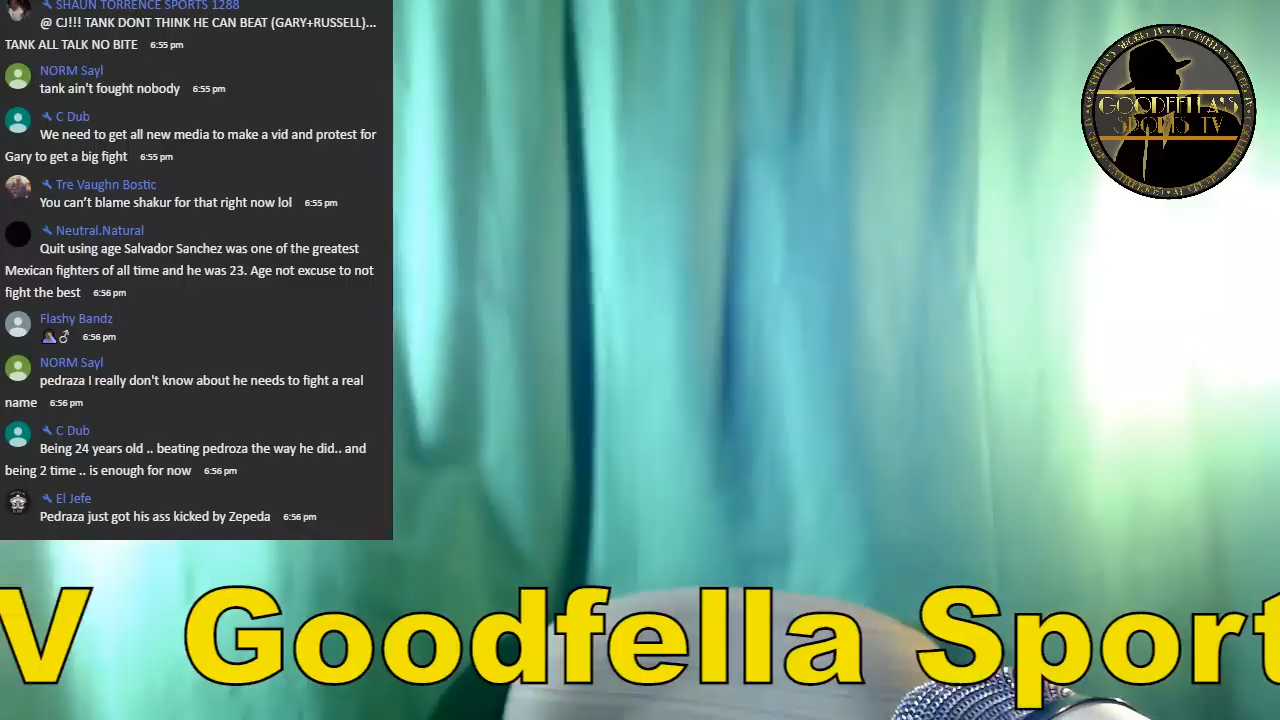 SHAUN TORRENCE SPORTS 1288
@ CJ!!! TANK DONT THINK HE CAN BEAT (GARY+RUSSELL)...
TANK ALL TALK NO BITE 6:55 pm
NORM Sayl
tank ain't fought nobody 6:55 pm
C Dub
We need to get all new media to make a vid and protest for
Gary to get a big fight 6:55 pm
Tre Vaughn Bostic
You can’t blame shakur for that right now lol 6:55 pm
Neutral.Natural
Quit using age Salvador Sanchez was one of the greatest
Mexican fighters of all time and he was 23. Age not excuse to not
fight the best 6:56 pm
Flashy Bandz
6:56 pm
NORM Sayl
pedraza I really don't know about he needs to fight a real
name 6:56 pm
C Dub
Being 24 years old .. beating pedroza the way he did.. and
being 2 time .. is enough for now 6:56 pm
El Jefe
Pedraza just got his ass kicked by Zepeda 6:56 pm
GOODFELLA'S
SPORTS TV
V Goodfella Sport